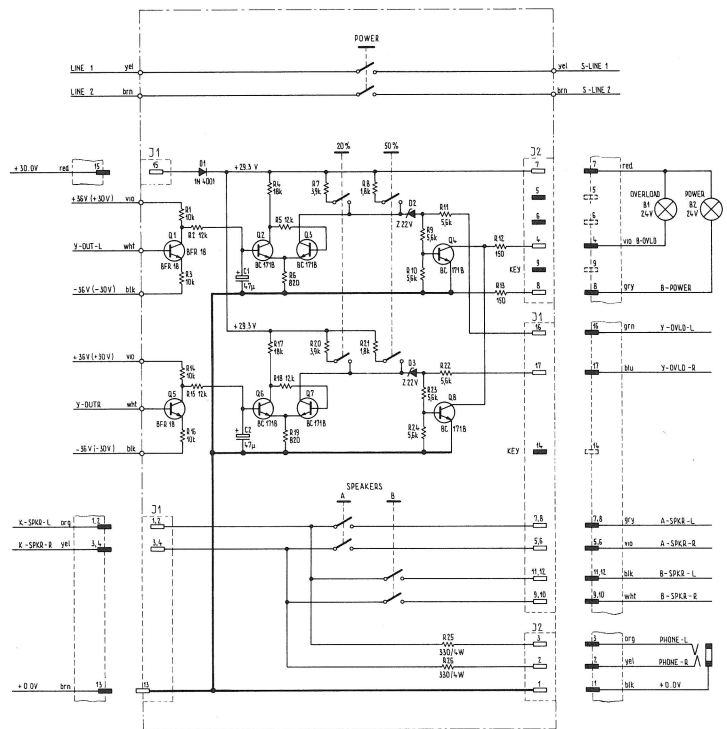 POWER
LINE 1 yel
yel S-LINE 1
LINE 2 brn
brn S-LINE 2
J1
20% 50%
J2
+30.0V red 15
15
D1
1N 4001
+29.3 V
7
7 red
R4
18k
R7
3,9k
R8
1,8k
5
5
OVERLOAD
B1
24V
POWER
B2
24V
+36V (+30V) vio
R1
10k
R2 12k
R5 12k
D2
Z 22V
R11
5,6k
6
6
Y-OUT-L wht
Q1
BFR 18
Q2
BC 171B
Q3
BC171B
R9
5,6k
Q4
BC 171B
R12
150
4
4 vio B-OVLD
R3
10k
C1
47µ
R6
820
R10
5,6k
KEY 9
9
-36V (-30V) blk
R13
150
8
8 gry B-POWER
J1
+29.3V
R17
18k
R20
3,9k
R21
1,8k
16
16 grn Y-OVLD-L
+36V (+30V) vio
R14
10k
R15 12k
R18 12k
D3
Z 22V
R22
5,6k
17
17 blu Y-OVLD-R
Y-OUTR wht
Q5
BFR 18
Q6
BC171B
Q7
BC 171B
R23
5,6k
Q8
BC 171B
R16
10k
C2
47µ
R19
820
R24
5,6k
-36V (-30V) blk
KEY 14
14
SPEAKERS
A B
J1
K-SPKR-L org 1,2
1,2
7,8
7,8 gry A-SPKR-L
K-SPKR-R yel 3,4
3,4
5,6
5,6 vio A-SPKR-R
11,12
11,12 blk B-SPKR-L
9,10
9,10 wht B-SPKR-R
J2
R25
330/4W
3
3 org PHONE-L
R26
330/4W
2
2 yel PHONE-R
+0.0V brn 13
13
1
1 blk +0.0V